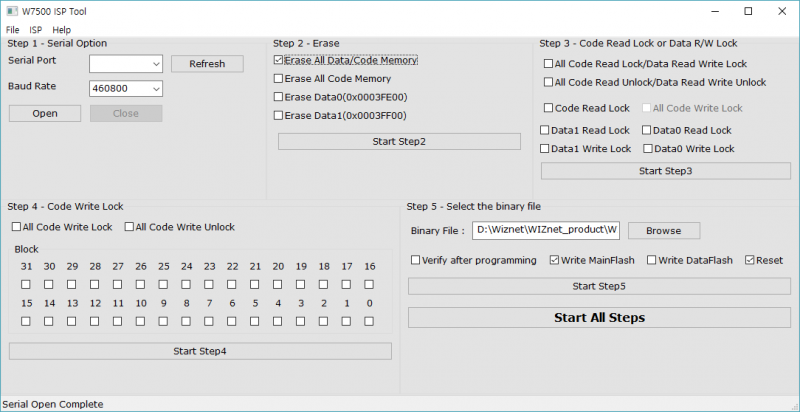 W7500 ISP Tool
File ISP Help
Step 1 - Serial Option
Serial Port
Refresh
Baud Rate
460800
Open
Close
Step 2 - Erase
Erase All Data/Code Memory
Erase All Code Memory
Erase Data0(0x0003FE00)
Erase Data1(0x0003FF00)
Start Step2
Step 3 - Code Read Lock or Data R/W Lock
All Code Read Lock/Data Read Write Lock
All Code Read Unlock/Data Read Write Unlock
Code Read Lock All Code Write Lock
Data1 Read Lock Data0 Read Lock
Data1 Write Lock Data0 Write Lock
Start Step3
Step 4 - Code Write Lock
All Code Write Lock All Code Write Unlock
Block
31 30 29 28 27 26 25 24 23 22 21 20 19 18 17 16
15 14 13 12 11 10 9 8 7 6 5 4 3 2 1 0
Start Step4
Step 5 - Select the binary file
Binary File : D:\Wiznet\WIZnet_product\W Browse
Verify after programming Write MainFlash Write DataFlash Reset
Start Step5
Start All Steps
Serial Open Complete